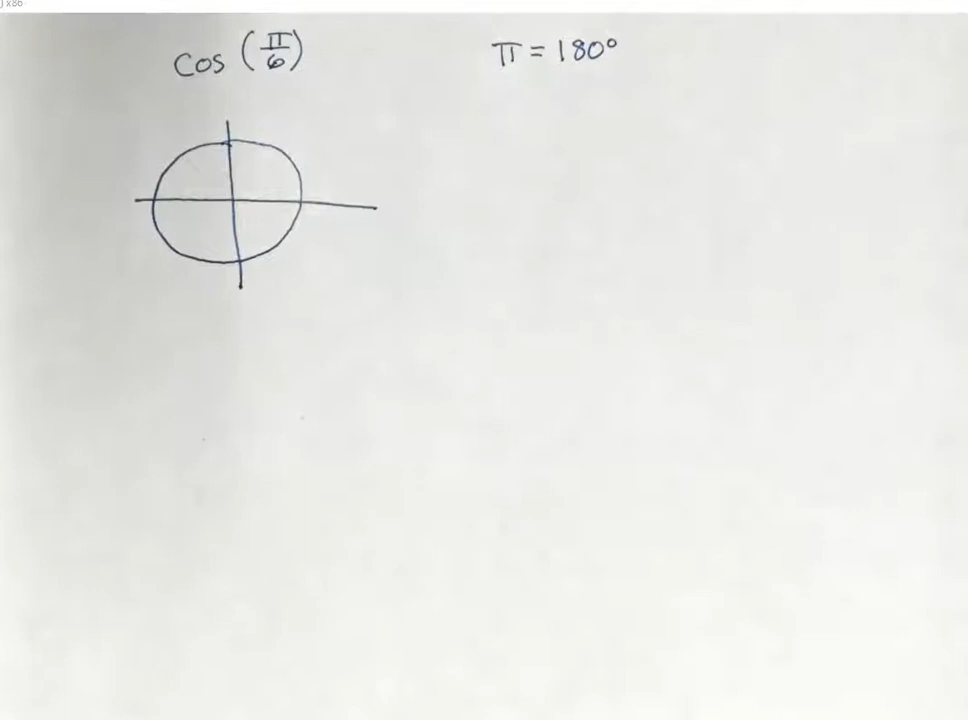 cos (π/6)
π = 180°